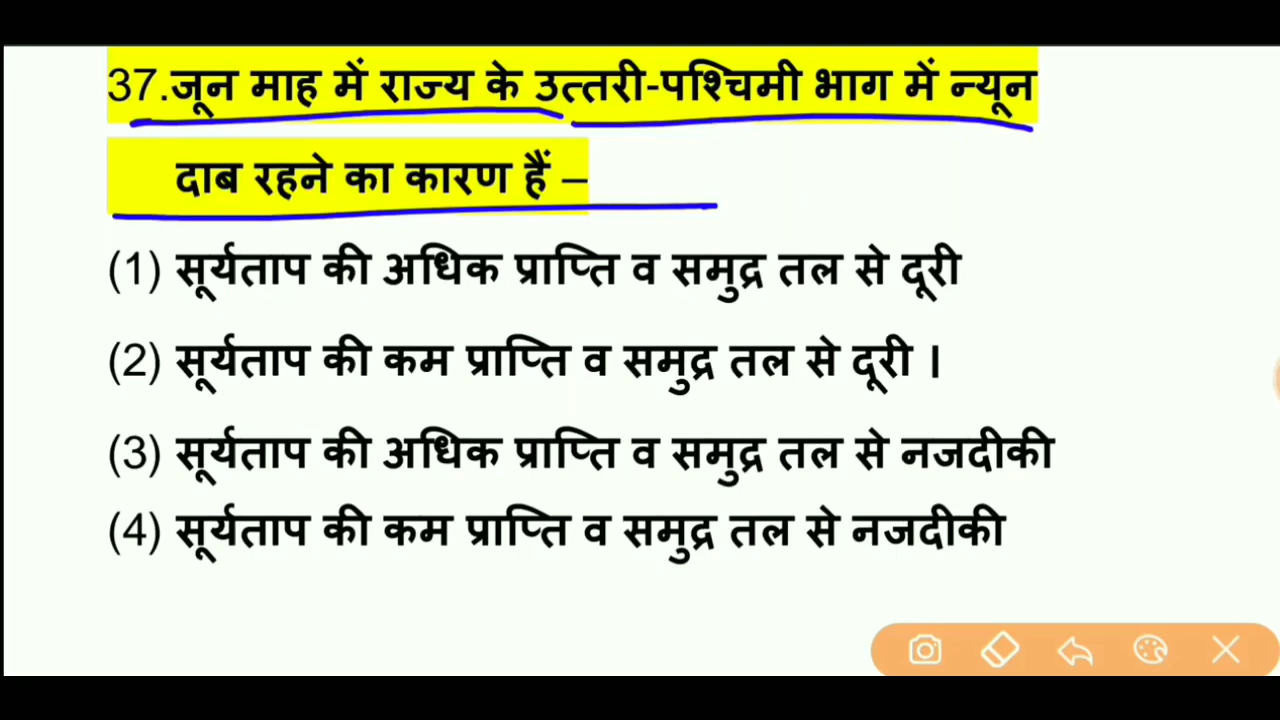 37.जून माह में राज्य के उत्तरी-पश्चिमी भाग में न्यून
दाब रहने का कारण हैं –
(1) सूर्यताप की अधिक प्राप्ति व समुद्र तल से दूरी
(2) सूर्यताप की कम प्राप्ति व समुद्र तल से दूरी ।
(3) सूर्यताप की अधिक प्राप्ति व समुद्र तल से नजदीकी
(4) सूर्यताप की कम प्राप्ति व समुद्र तल से नजदीकी